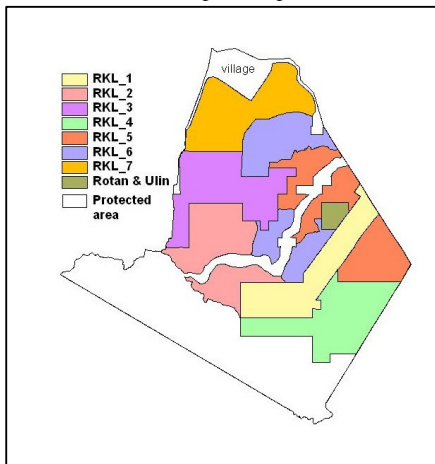 village
RKL_1
RKL_2
RKL_3
RKL_4
RKL_5
RKL_6
RKL_7
Rotan & Ulin
Protected
area